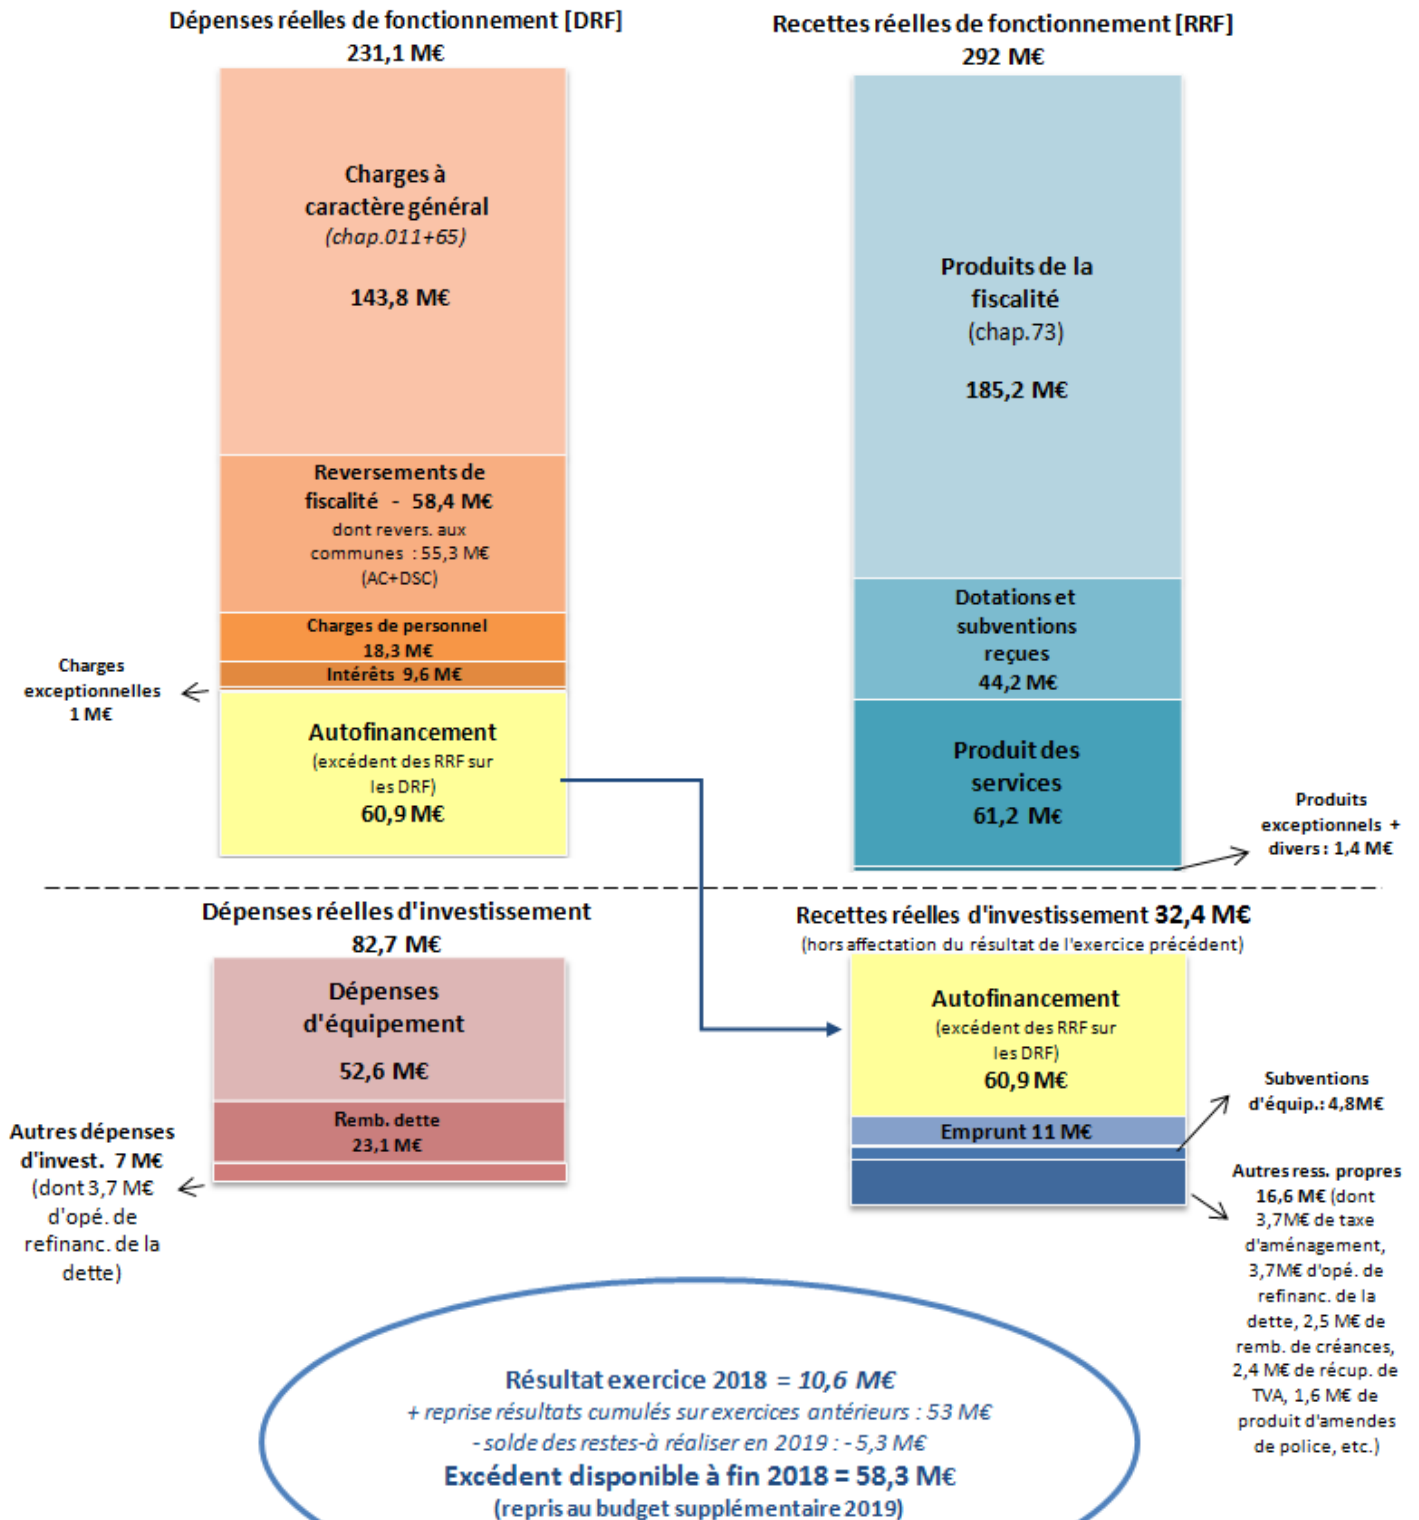 Dépenses réelles de fonctionnement [DRF]
231,1 M€
Charges à
caractère général
(chap.011+65)
143,8 M€
Reversements de
fiscalité - 58,4 M€
dont revers. aux
communes : 55,3 M€
(AC+DSC)
Charges de personnel
18,3 M€
Intérêts 9,6 M€
Charges
exceptionnelles
1 M€
Autofinancement
(excédent des RRF sur
les DRF)
60,9 M€
Recettes réelles de fonctionnement [RRF]
292 M€
Produits de la
fiscalité
(chap.73)
185,2 M€
Dotations et
subventions
reçues
44,2 M€
Produit des
services
61,2 M€
Produits
exceptionnels +
divers : 1,4 M€
Dépenses réelles d'investissement
82,7 M€
Dépenses
d'équipement
52,6 M€
Remb. dette
23,1 M€
Autres dépenses
d'invest. 7 M€
(dont 3,7 M€
d'opé. de
refinanc. de la
dette)
Recettes réelles d'investissement 32,4 M€
(hors affectation du résultat de l'exercice précédent)
Autofinancement
(excédent des RRF sur
les DRF)
60,9 M€
Emprunt 11 M€
Subventions
d'équip.: 4,8M€
Autres ress. propres
16,6 M€ (dont
3,7M€ de taxe
d'aménagement,
3,7M€ d'opé. de
refinanc. de la
dette, 2,5 M€ de
remb. de créances,
2,4 M€ de récup. de
TVA, 1,6 M€ de
produit d'amendes
de police, etc.)
Résultat exercice 2018 = 10,6 M€
+ reprise résultats cumulés sur exercices antérieurs : 53 M€
- solde des restes-à réaliser en 2019 : - 5,3 M€
Excédent disponible à fin 2018 = 58,3 M€
(repris au budget supplémentaire 2019)